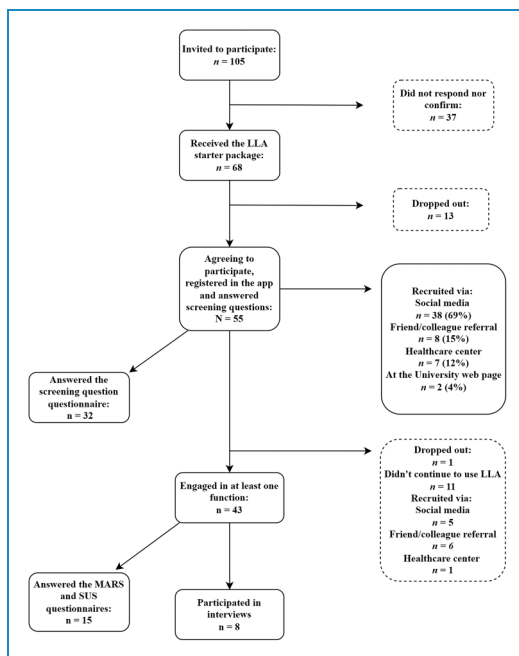 Invited to participate:
n = 105
Did not respond nor
confirm:
n = 37
Received the LLA
starter package:
n = 68
Dropped out:
n = 13
Agreeing to
participate,
registered in the app
and answered
screening questions:
N = 55
Recruited via:
Social media
n = 38 (69%)
Friend/colleague referral
n = 8 (15%)
Healthcare center
n = 7 (12%)
At the University web page
n = 2 (4%)
Answered the
screening question
questionnaire:
n = 32
Dropped out:
n = 1
Didn't continue to use LLA
n = 11
Recruited via:
Social media
n = 5
Friend/colleague referral
n = 6
Healthcare center
n = 1
Engaged in at least one
function:
n = 43
Answered the MARS
and SUS
questionnaires:
n = 15
Participated in
interviews
n = 8